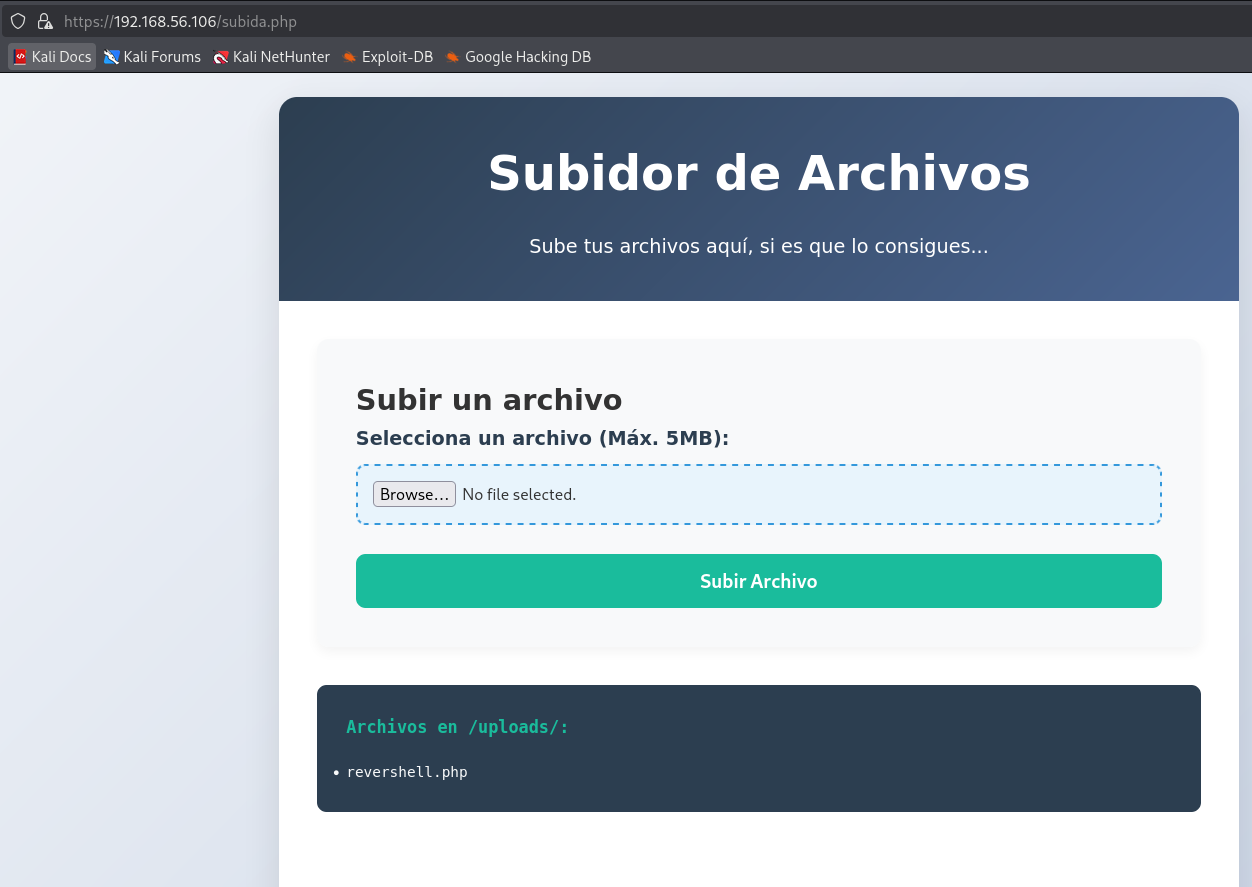 https://192.168.56.106/subida.php
Kali Docs Kali Forums Kali NetHunter Exploit-DB Google Hacking DB
Subidor de Archivos
Sube tus archivos aquí, si es que lo consigues...
Subir un archivo
Selecciona un archivo (Máx. 5MB):
Browse... No file selected.
Subir Archivo
Archivos en /uploads/:
• revershell.php